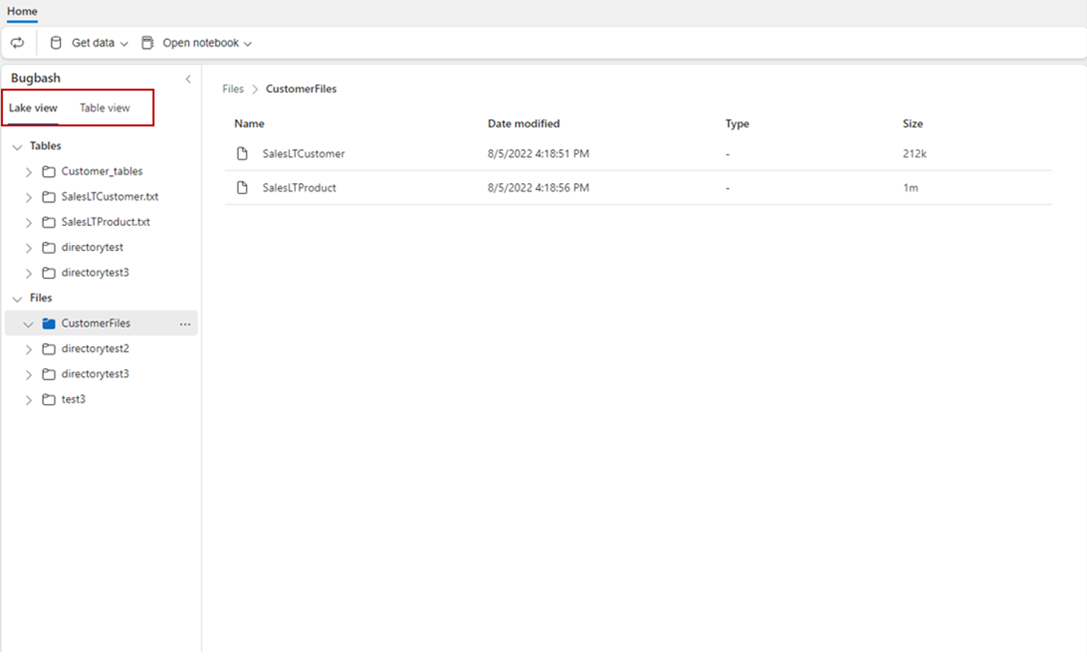 Home
Get data Open notebook
Bugbash
Lake view Table view
Tables
Customer_tables
SalesLTCustomer.txt
SalesLTProduct.txt
directorytest
directorytest3
Files
CustomerFiles ...
directorytest2
directorytest3
test3
Files > CustomerFiles
Name Date modified Type Size
SalesLTCustomer 8/5/2022 4:18:51 PM - 212k
SalesLTProduct 8/5/2022 4:18:56 PM - 1m